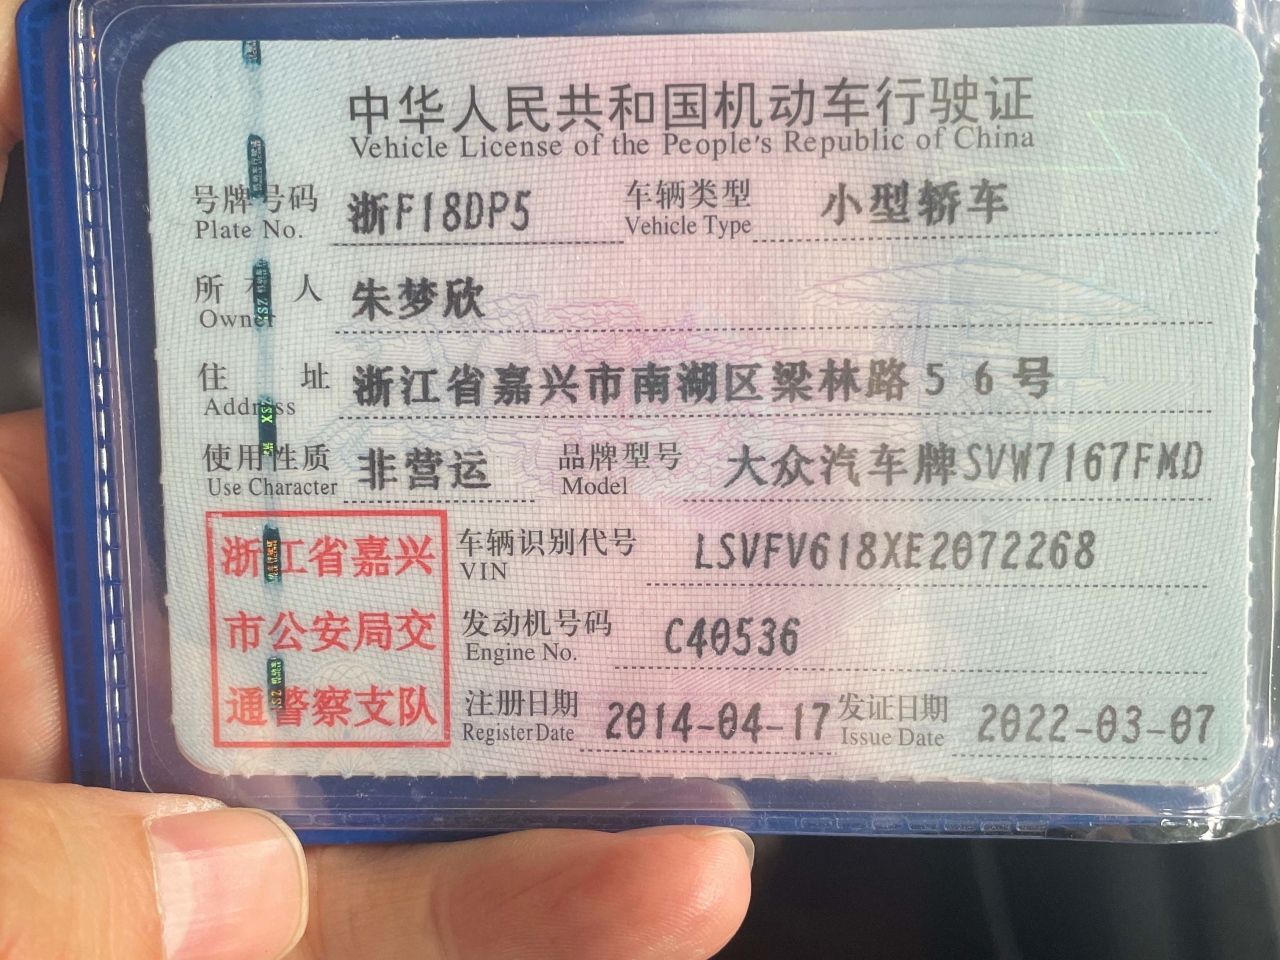 中华人民共和国机动车行驶证
Vehicle License of the People's Republic of China
号牌号码 浙F18DP5 车辆类型 小型轿车
Plate No. Vehicle Type
所有人 朱梦欣
Owner
住址 浙江省嘉兴市南湖区梁林路56号
Address
使用性质 非营运 品牌型号 大众汽车牌SVW7167FMD
Use Character Model
浙江省嘉兴
市公安局交
通警察支队
车辆识别代号 LSVFV618XE2072268
VIN
发动机号码 C40536
Engine No.
注册日期 2014-04-17 发证日期 2022-03-07
Register Date Issue Date